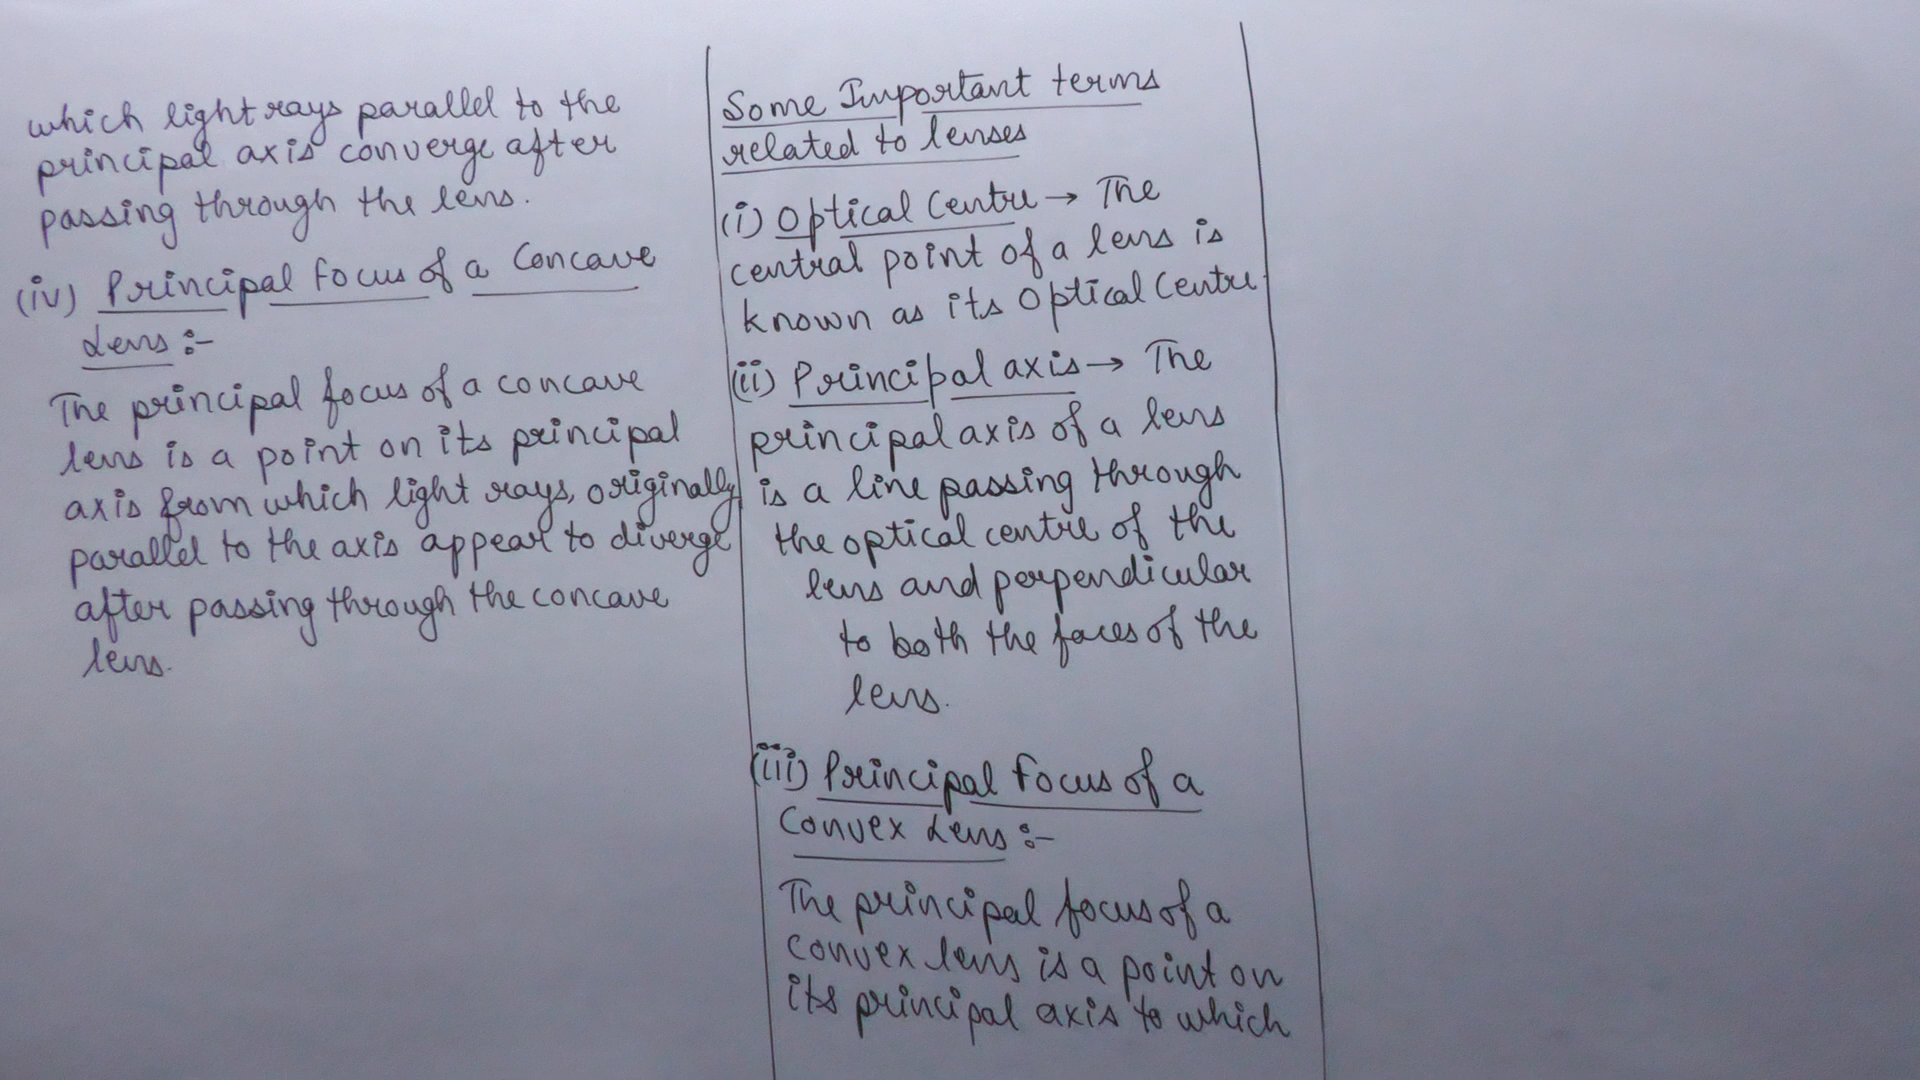 Some Important terms
related to lenses
(i) Optical Centre → The
central point of a lens is
known as its Optical Centre
(ii) Principal axis → The
principal axis of a lens
is a line passing through
the optical centre of the
lens and perpendicular
to both the faces of the
lens.
(iii) Principal Focus of a
Convex Lens :-
The principal focus of a
convex lens is a point on
its principal axis to which
which light rays parallel to the
principal axis converge after
passing through the lens.
(iv) Principal Focus of a Concave
Lens :-
The principal focus of a concave
lens is a point on its principal
axis from which light rays, originally
parallel to the axis appear to diverge
after passing through the concave
lens.